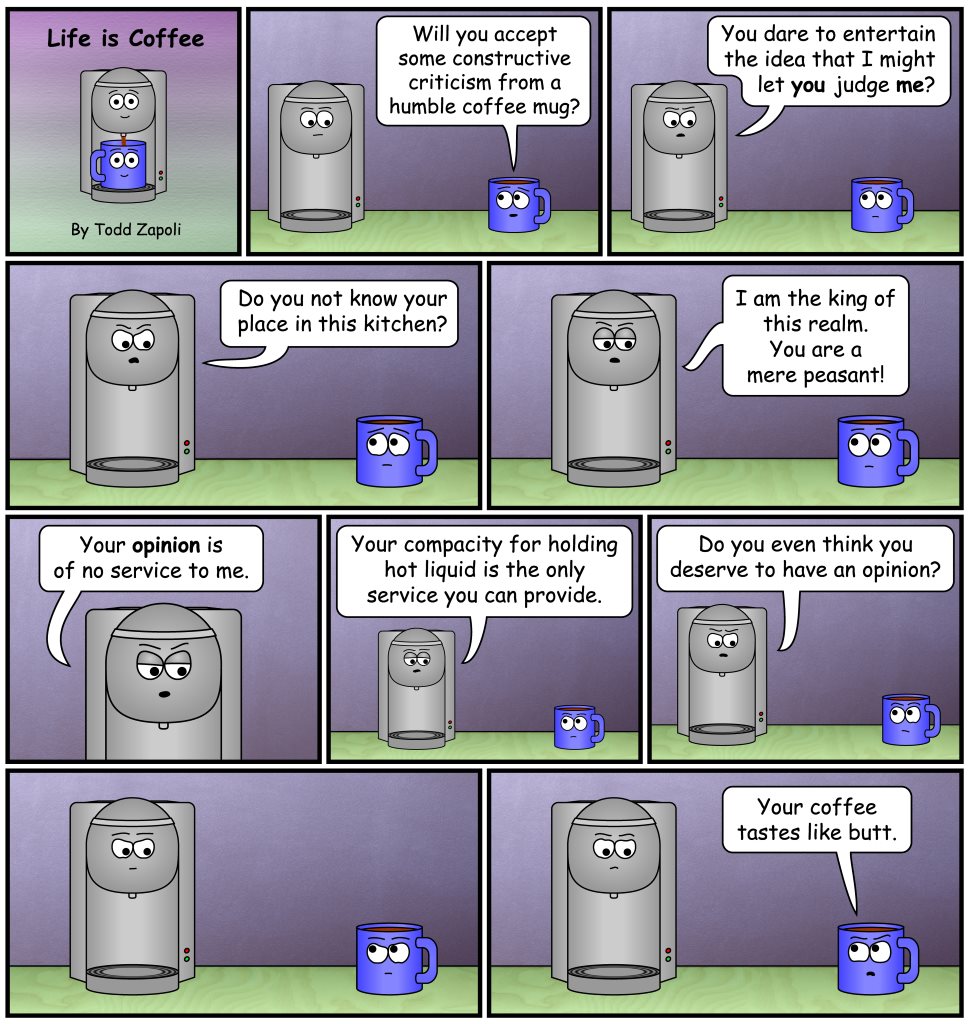 Life is Coffee
By Todd Zapoli
Will you accept
some constructive
criticism from a
humble coffee mug?
You dare to entertain
the idea that I might
let you judge me?
Do you not know your
place in this kitchen?
I am the king of
this realm.
You are a
mere peasant!
Your opinion is
of no service to me.
Your compacity for holding
hot liquid is the only
service you can provide.
Do you even think you
deserve to have an opinion?
Your coffee
tastes like butt.